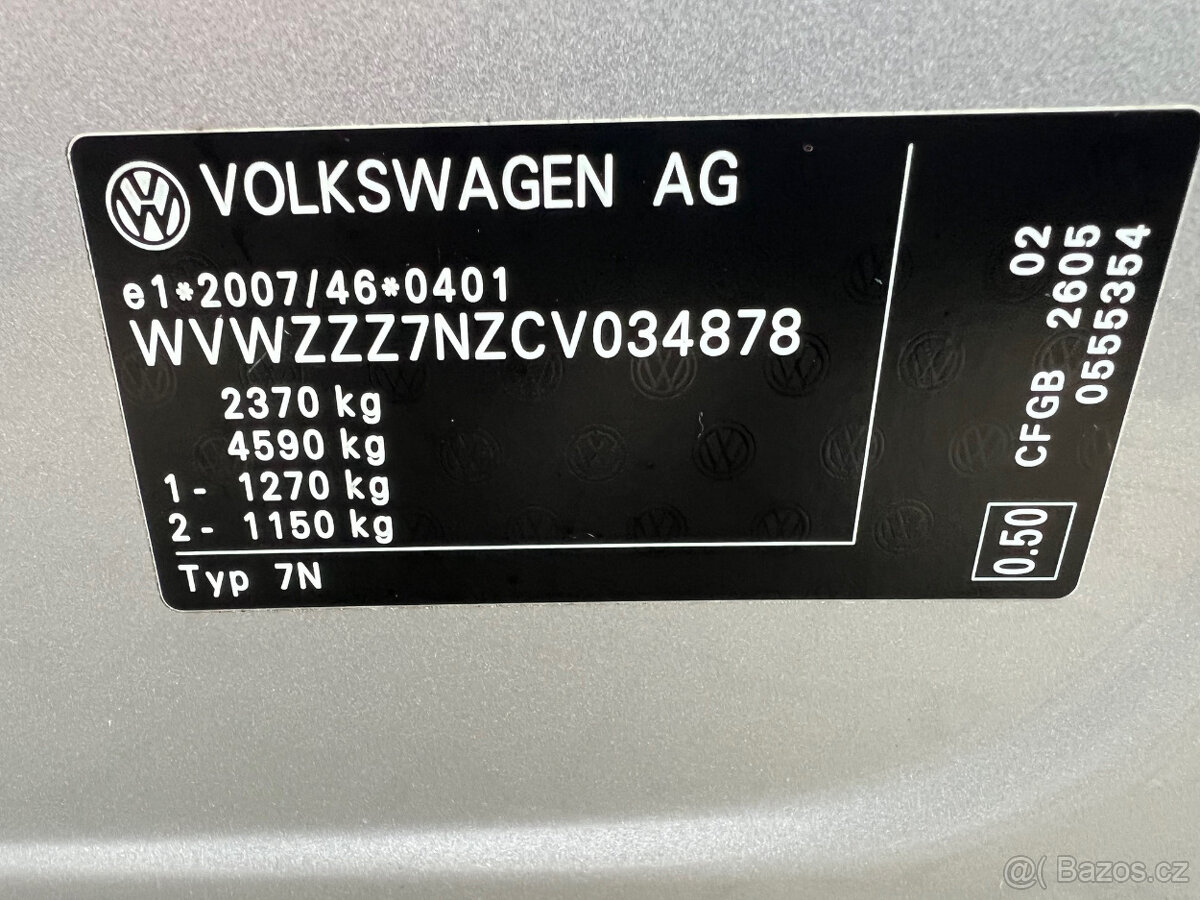 VOLKSWAGEN AG
e1*2007/46*0401
WVWZZZ7NZCV034878
2370 kg
4590 kg
1- 1270 kg
2- 1150 kg
Typ 7N
CFGB 02
2605
0555354
0.50
@( Bazos.cz